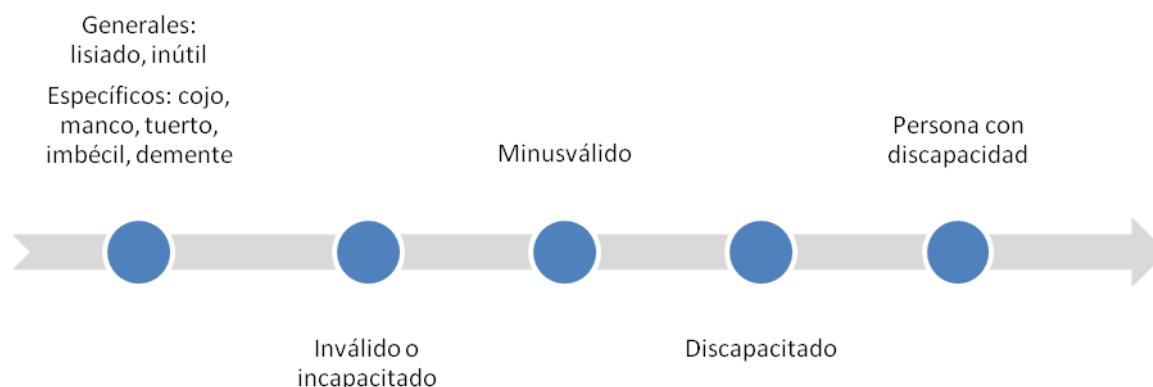 Generales:
lisiado, inútil
Específicos: cojo,
manco, tuerto,
imbécil, demente
Inválido o
incapacitado
Minusválido
Discapacitado
Persona con
discapacidad